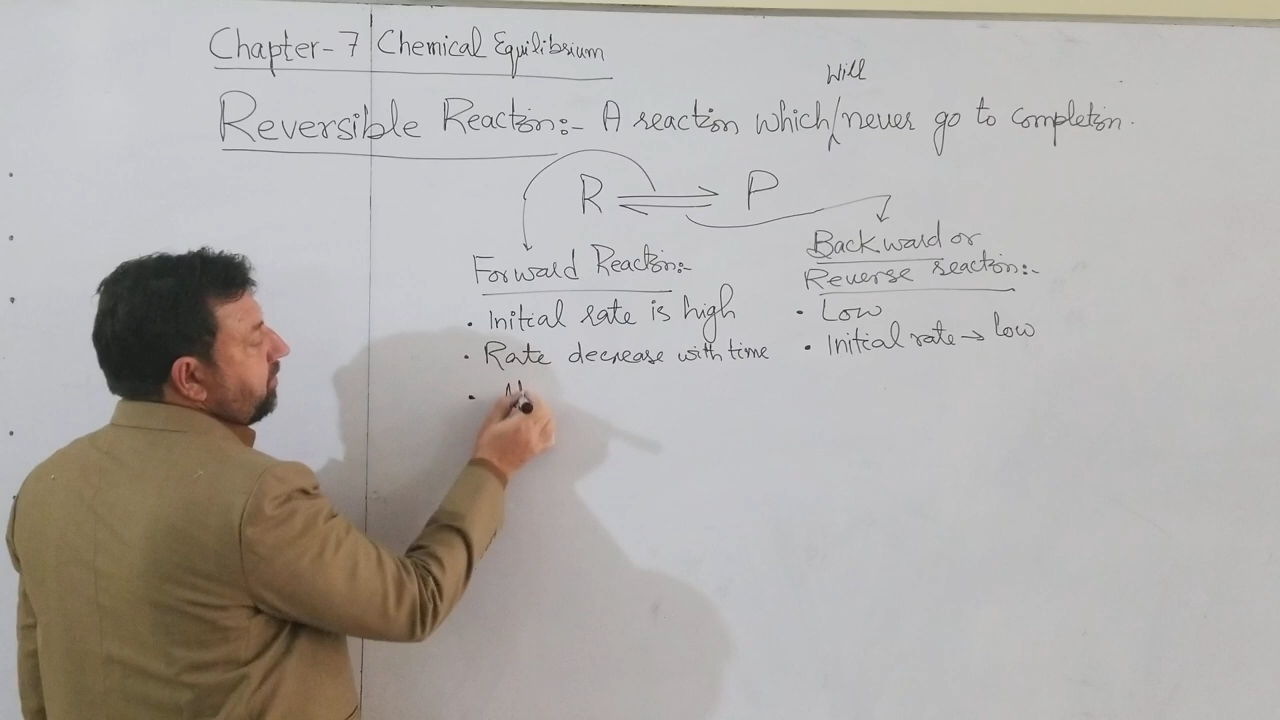 Chapter-7 Chemical Equilibrium
Will
Reversible Reaction:- A reaction which/never go to completion.
R ⇌ P
Forward Reaction:-
• Initial rate is high
• Rate decrease with time
•
Backward or
Reverse reaction:-
• Low
• Initial rate → low